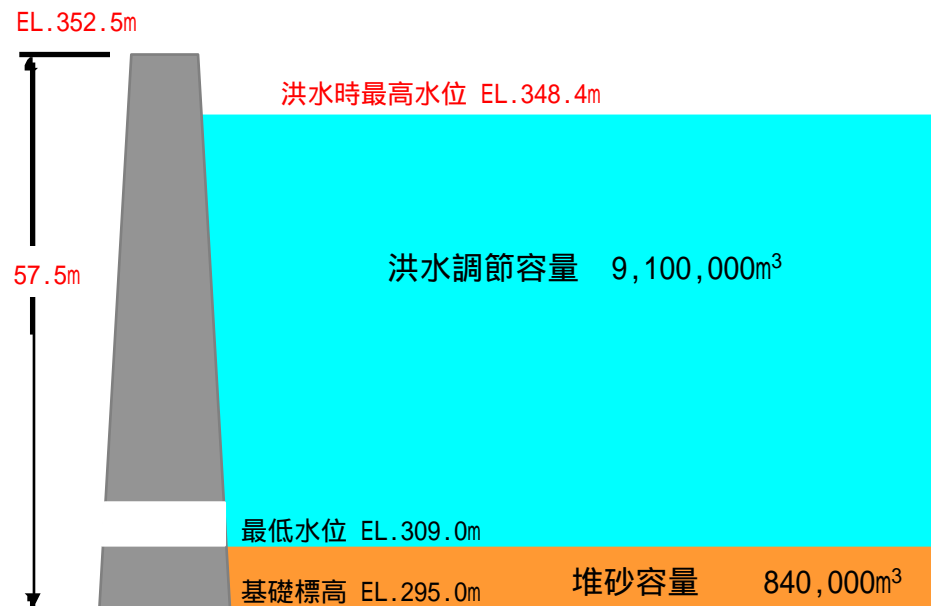 EL.352.5m
洪水時最高水位 EL.348.4m
57.5m
洪水調節容量 9,100,000m³
最低水位 EL.309.0m
基礎標高 EL.295.0m
堆砂容量 840,000m³